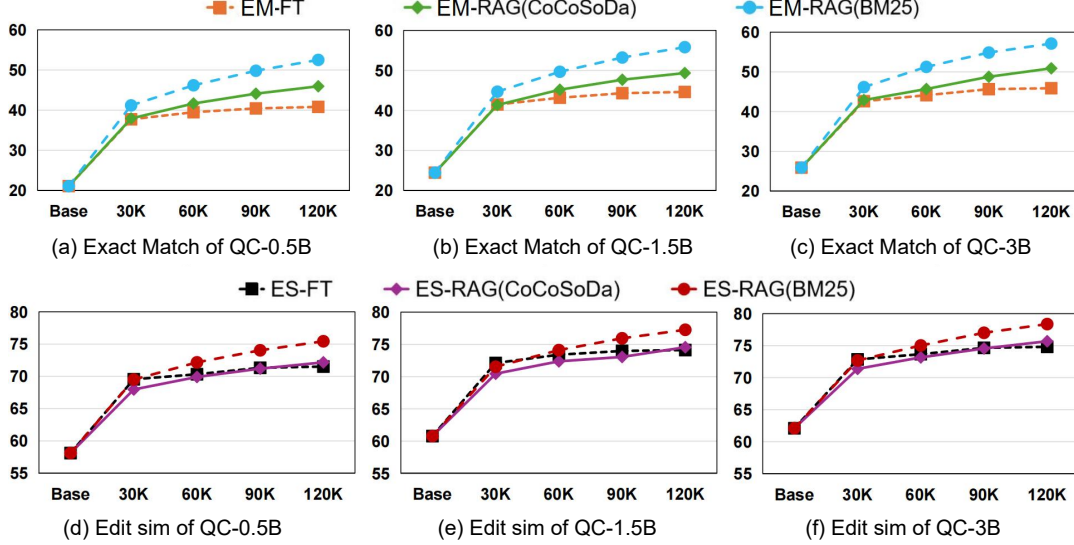 EM-FT EM-RAG(CoCoSoDa) EM-RAG(BM25)
60 60 60
50 50 50
40 40 40
30 30 30
20 20 20
Base 30K 60K 90K 120K Base 30K 60K 90K 120K Base 30K 60K 90K 120K
(a) Exact Match of QC-0.5B (b) Exact Match of QC-1.5B (c) Exact Match of QC-3B
ES-FT ES-RAG(CoCoSoDa) ES-RAG(BM25)
80 80 80
75 75 75
70 70 70
65 65 65
60 60 60
55 55 55
Base 30K 60K 90K 120K Base 30K 60K 90K 120K Base 30K 60K 90K 120K
(d) Edit sim of QC-0.5B (e) Edit sim of QC-1.5B (f) Edit sim of QC-3B